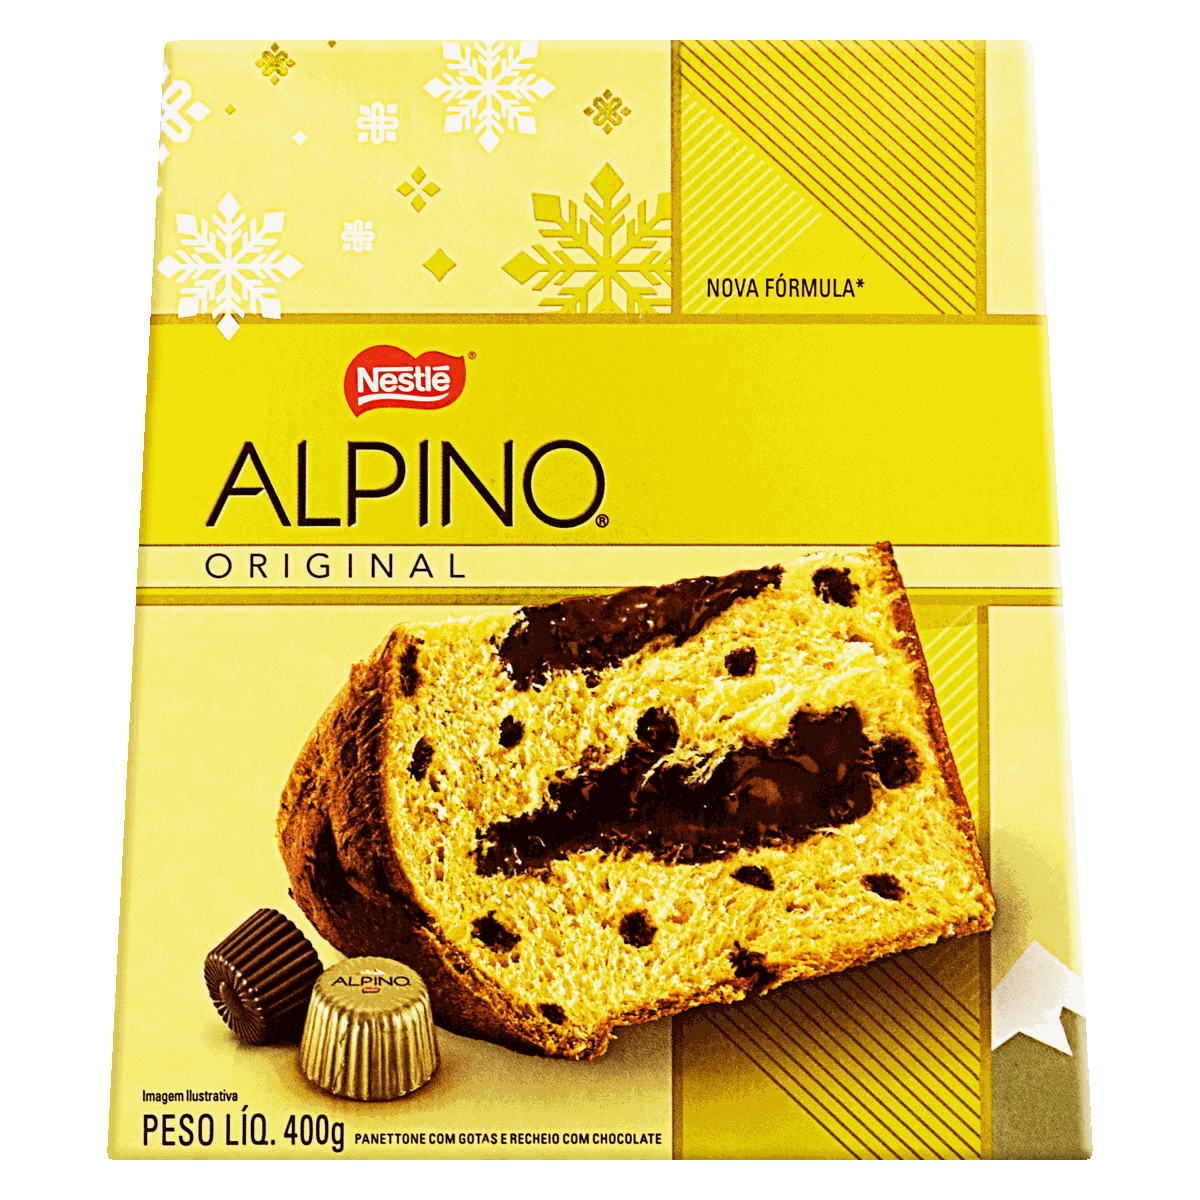 NOVA FÓRMULA*
Nestlé®
ALPINO®
ORIGINAL
ALPINO
Imagem Ilustrativa
PESO LÍQ. 400g PANETTONE COM GOTAS E RECHEIO COM CHOCOLATE